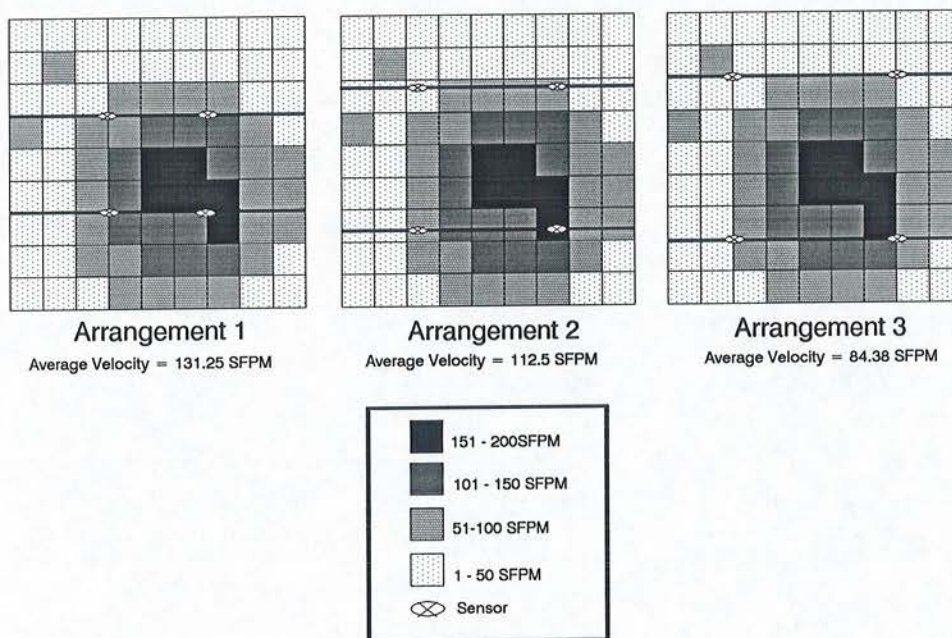 Arrangement 1
Average Velocity = 131.25 SFPM
Arrangement 2
Average Velocity = 112.5 SFPM
Arrangement 3
Average Velocity = 84.38 SFPM
151 - 200SFPM
101 - 150 SFPM
51-100 SFPM
1 - 50 SFPM
Sensor